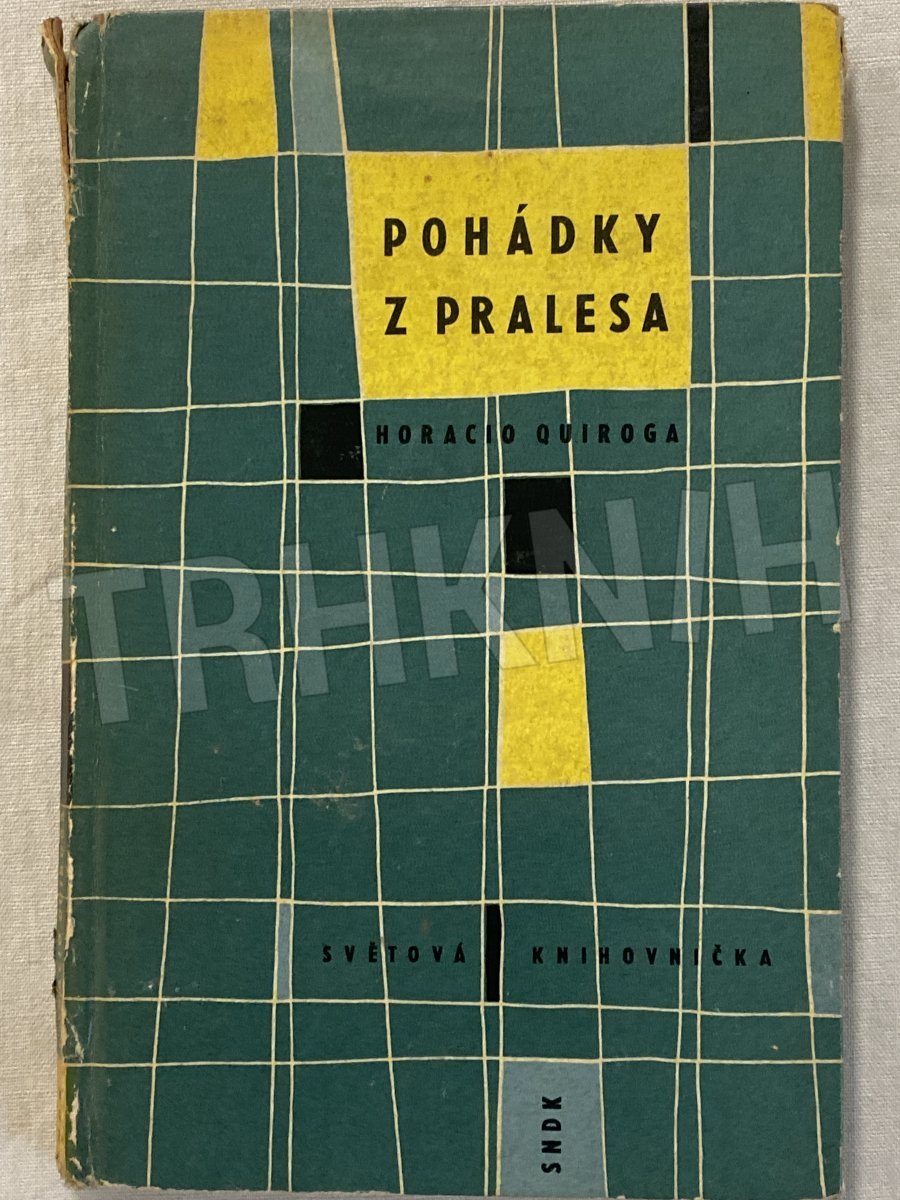 POHÁDKY
Z PRALESA
HORACIO QUIROGA
TRHKNIH
SVĚTOVÁ KNIHOVNIČKA
SNDK